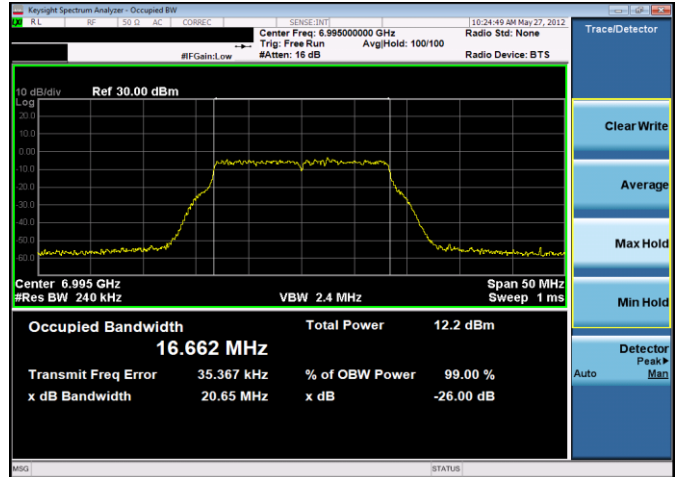 Keysight Spectrum Analyzer - Occupied BW
RL RF 50 Ω AC CORREC SENSE:INT 10:24:49 AM May 27, 2012
Center Freq: 6.995000000 GHz Radio Std: None
Trig: Free Run Avg|Hold: 100/100
#IFGain:Low #Atten: 16 dB Radio Device: BTS
10 dB/div Ref 30.00 dBm
Log
20.0
10.0
0.00
-10.0
-20.0
-30.0
-40.0
-50.0
-60.0
Center 6.995 GHz Span 50 MHz
#Res BW 240 kHz VBW 2.4 MHz Sweep 1 ms
Occupied Bandwidth Total Power 12.2 dBm
16.662 MHz
Transmit Freq Error 35.367 kHz % of OBW Power 99.00 %
x dB Bandwidth 20.65 MHz x dB -26.00 dB
MSG STATUS
Trace/Detector
Clear Write
Average
Max Hold
Min Hold
Detector
Peak▶
Auto Man